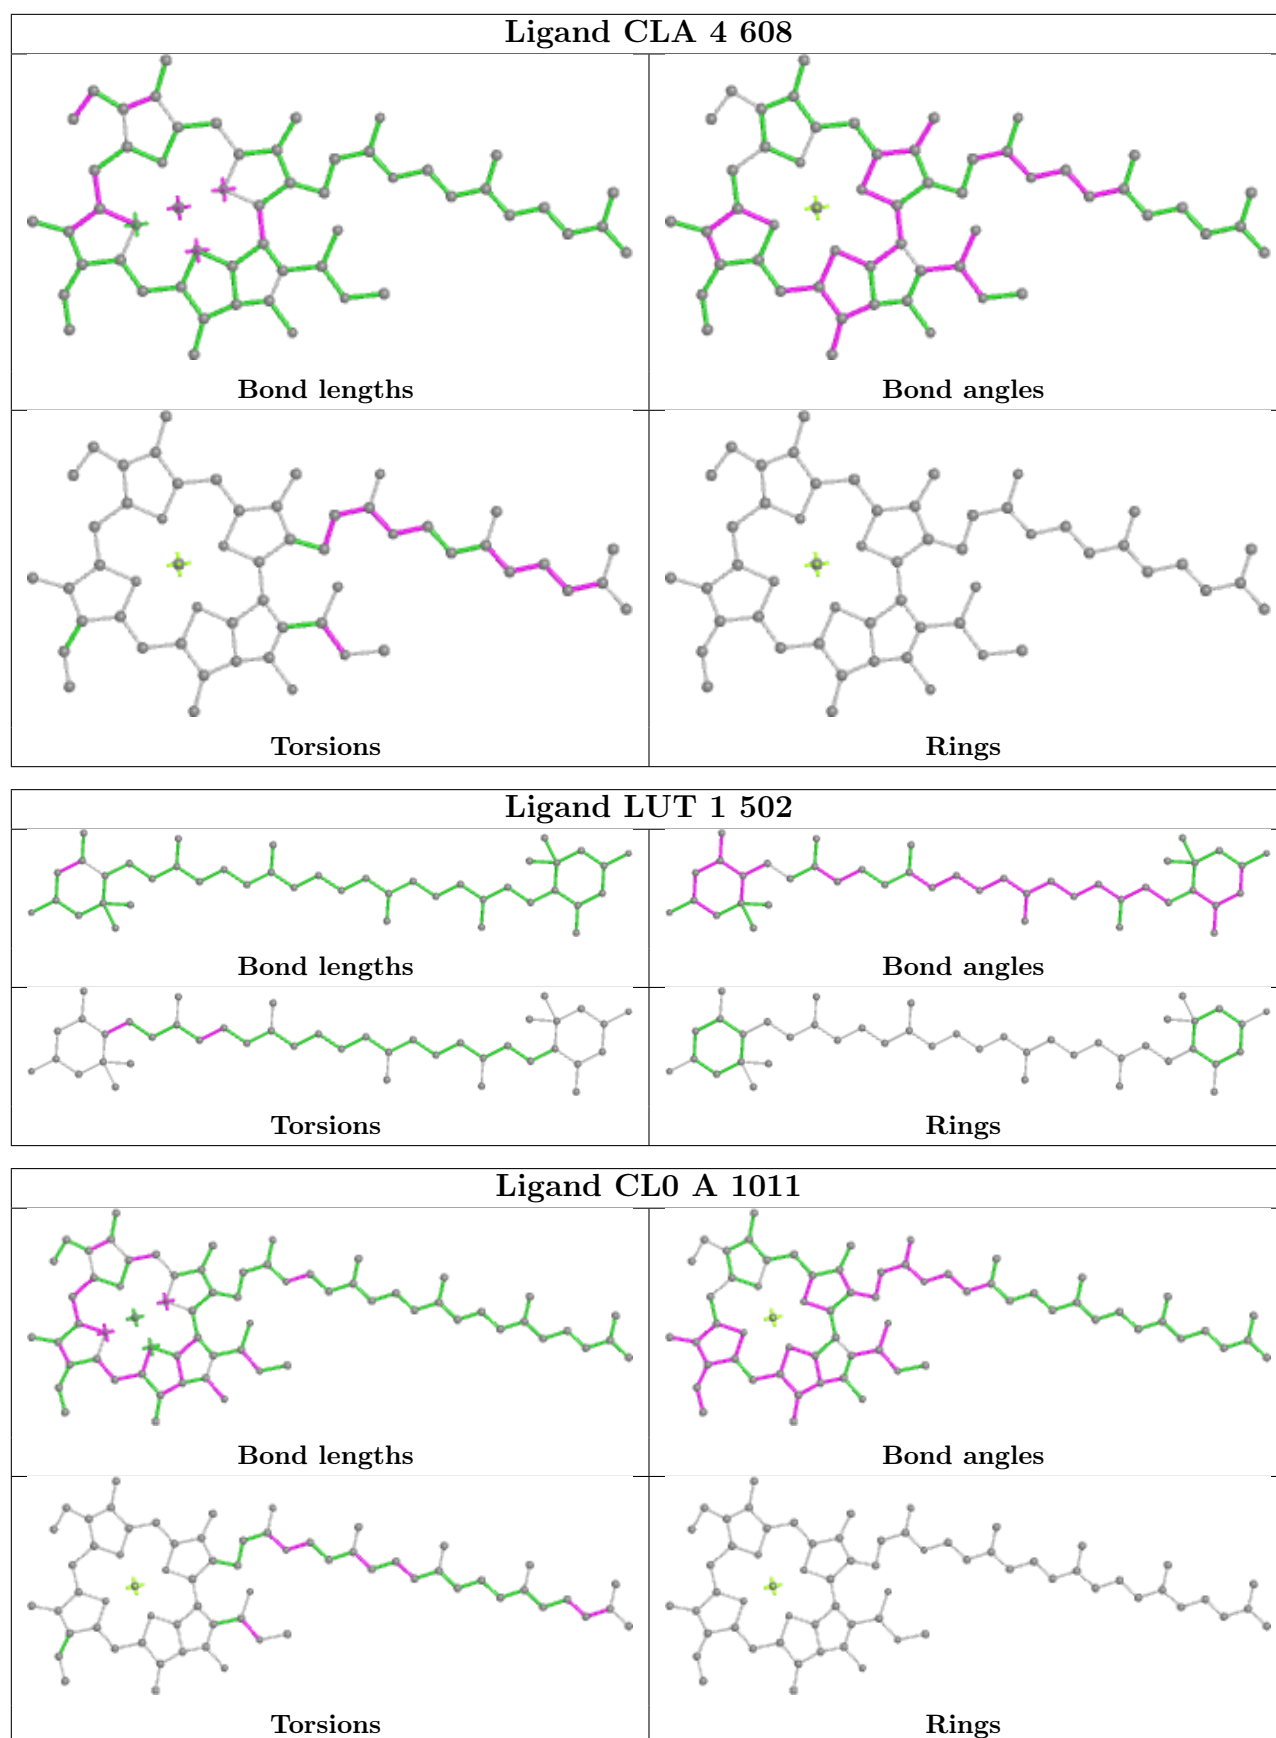 Ligand CLA 4 608
Bond lengths
Bond angles
Torsions
Rings
Ligand LUT 1 502
Bond lengths
Bond angles
Torsions
Rings
Ligand CL0 A 1011
Bond lengths
Bond angles
Torsions
Rings